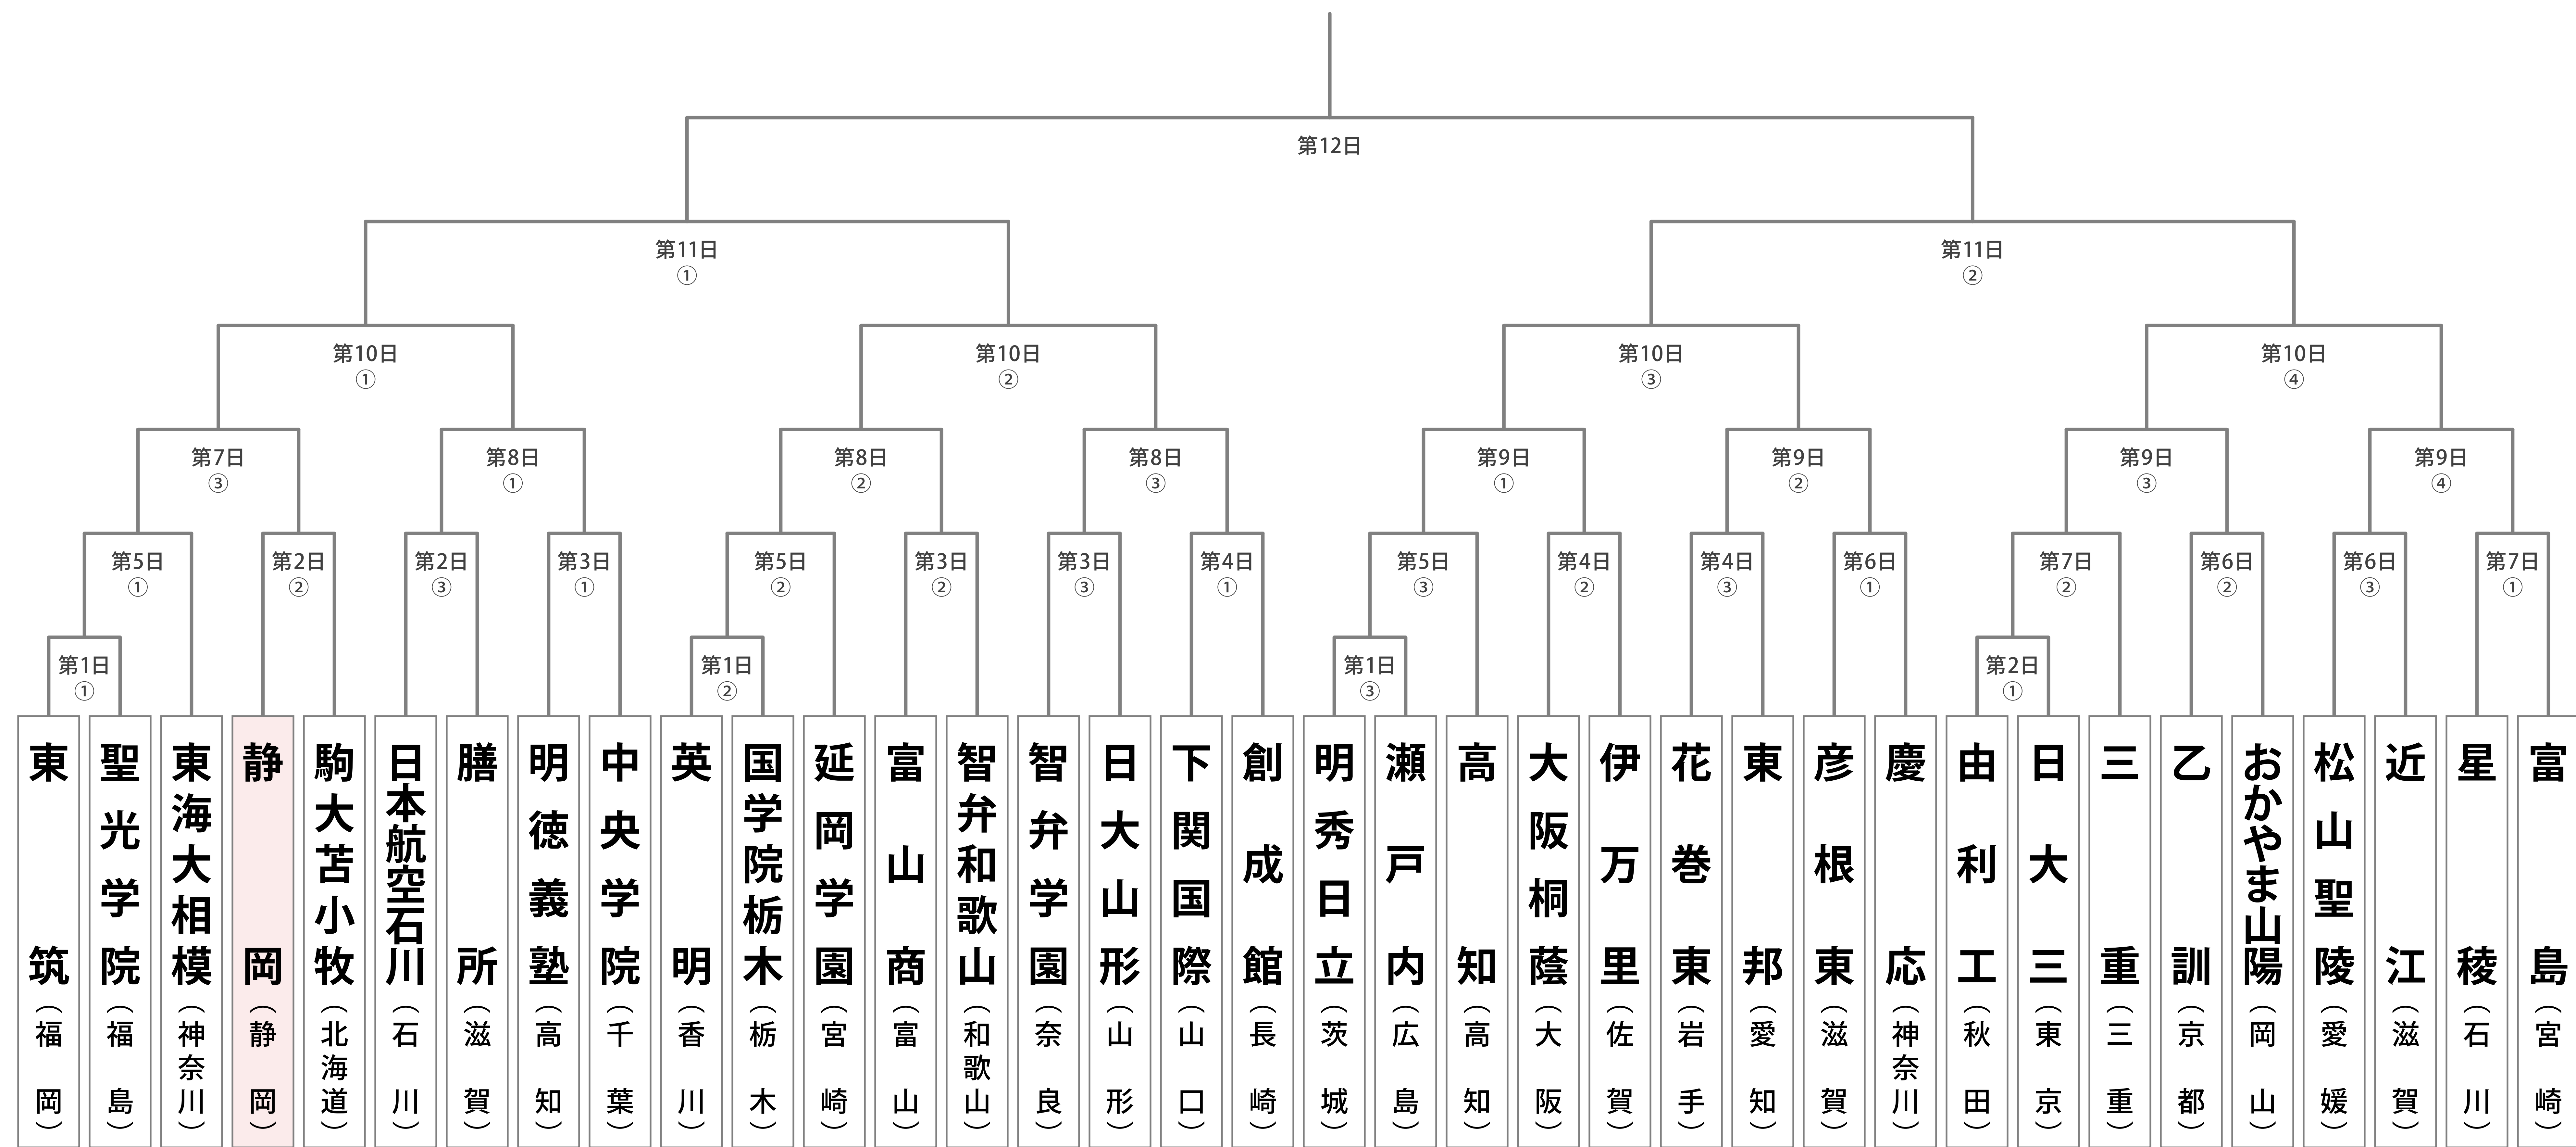 第12日
第11日
①
第11日
②
第10日
①
第10日
②
第10日
③
第10日
④
第7日
③
第8日
①
第8日
②
第8日
③
第9日
①
第9日
②
第9日
③
第9日
④
第5日
①
第2日
②
第2日
③
第3日
①
第5日
②
第3日
②
第3日
③
第4日
①
第5日
③
第4日
②
第4日
③
第6日
①
第7日
②
第6日
②
第6日
③
第7日
①
第1日
①
第1日
②
第1日
③
第2日
①
東筑（福岡）
聖光学院（福島）
東海大相模（神奈川）
静岡（静岡）
駒大苫小牧（北海道）
日本航空石川（石川）
膳所（滋賀）
明徳義塾（高知）
中央学院（千葉）
英明（香川）
国学院栃木（栃木）
延岡学園（宮崎）
富山商（富山）
智弁和歌山（和歌山）
智弁学園（奈良）
日大山形（山形）
下関国際（山口）
創成館（長崎）
明秀日立（茨城）
瀬戸内（広島）
高知（高知）
大阪桐蔭（大阪）
伊万里（佐賀）
花巻東（岩手）
東邦（愛知）
彦根東（滋賀）
慶応（神奈川）
由利工（秋田）
日大三（東京）
三重（三重）
乙訓（京都）
おかやま山陽（岡山）
松山聖陵（愛媛）
近江（滋賀）
星稜（石川）
富島（宮崎）